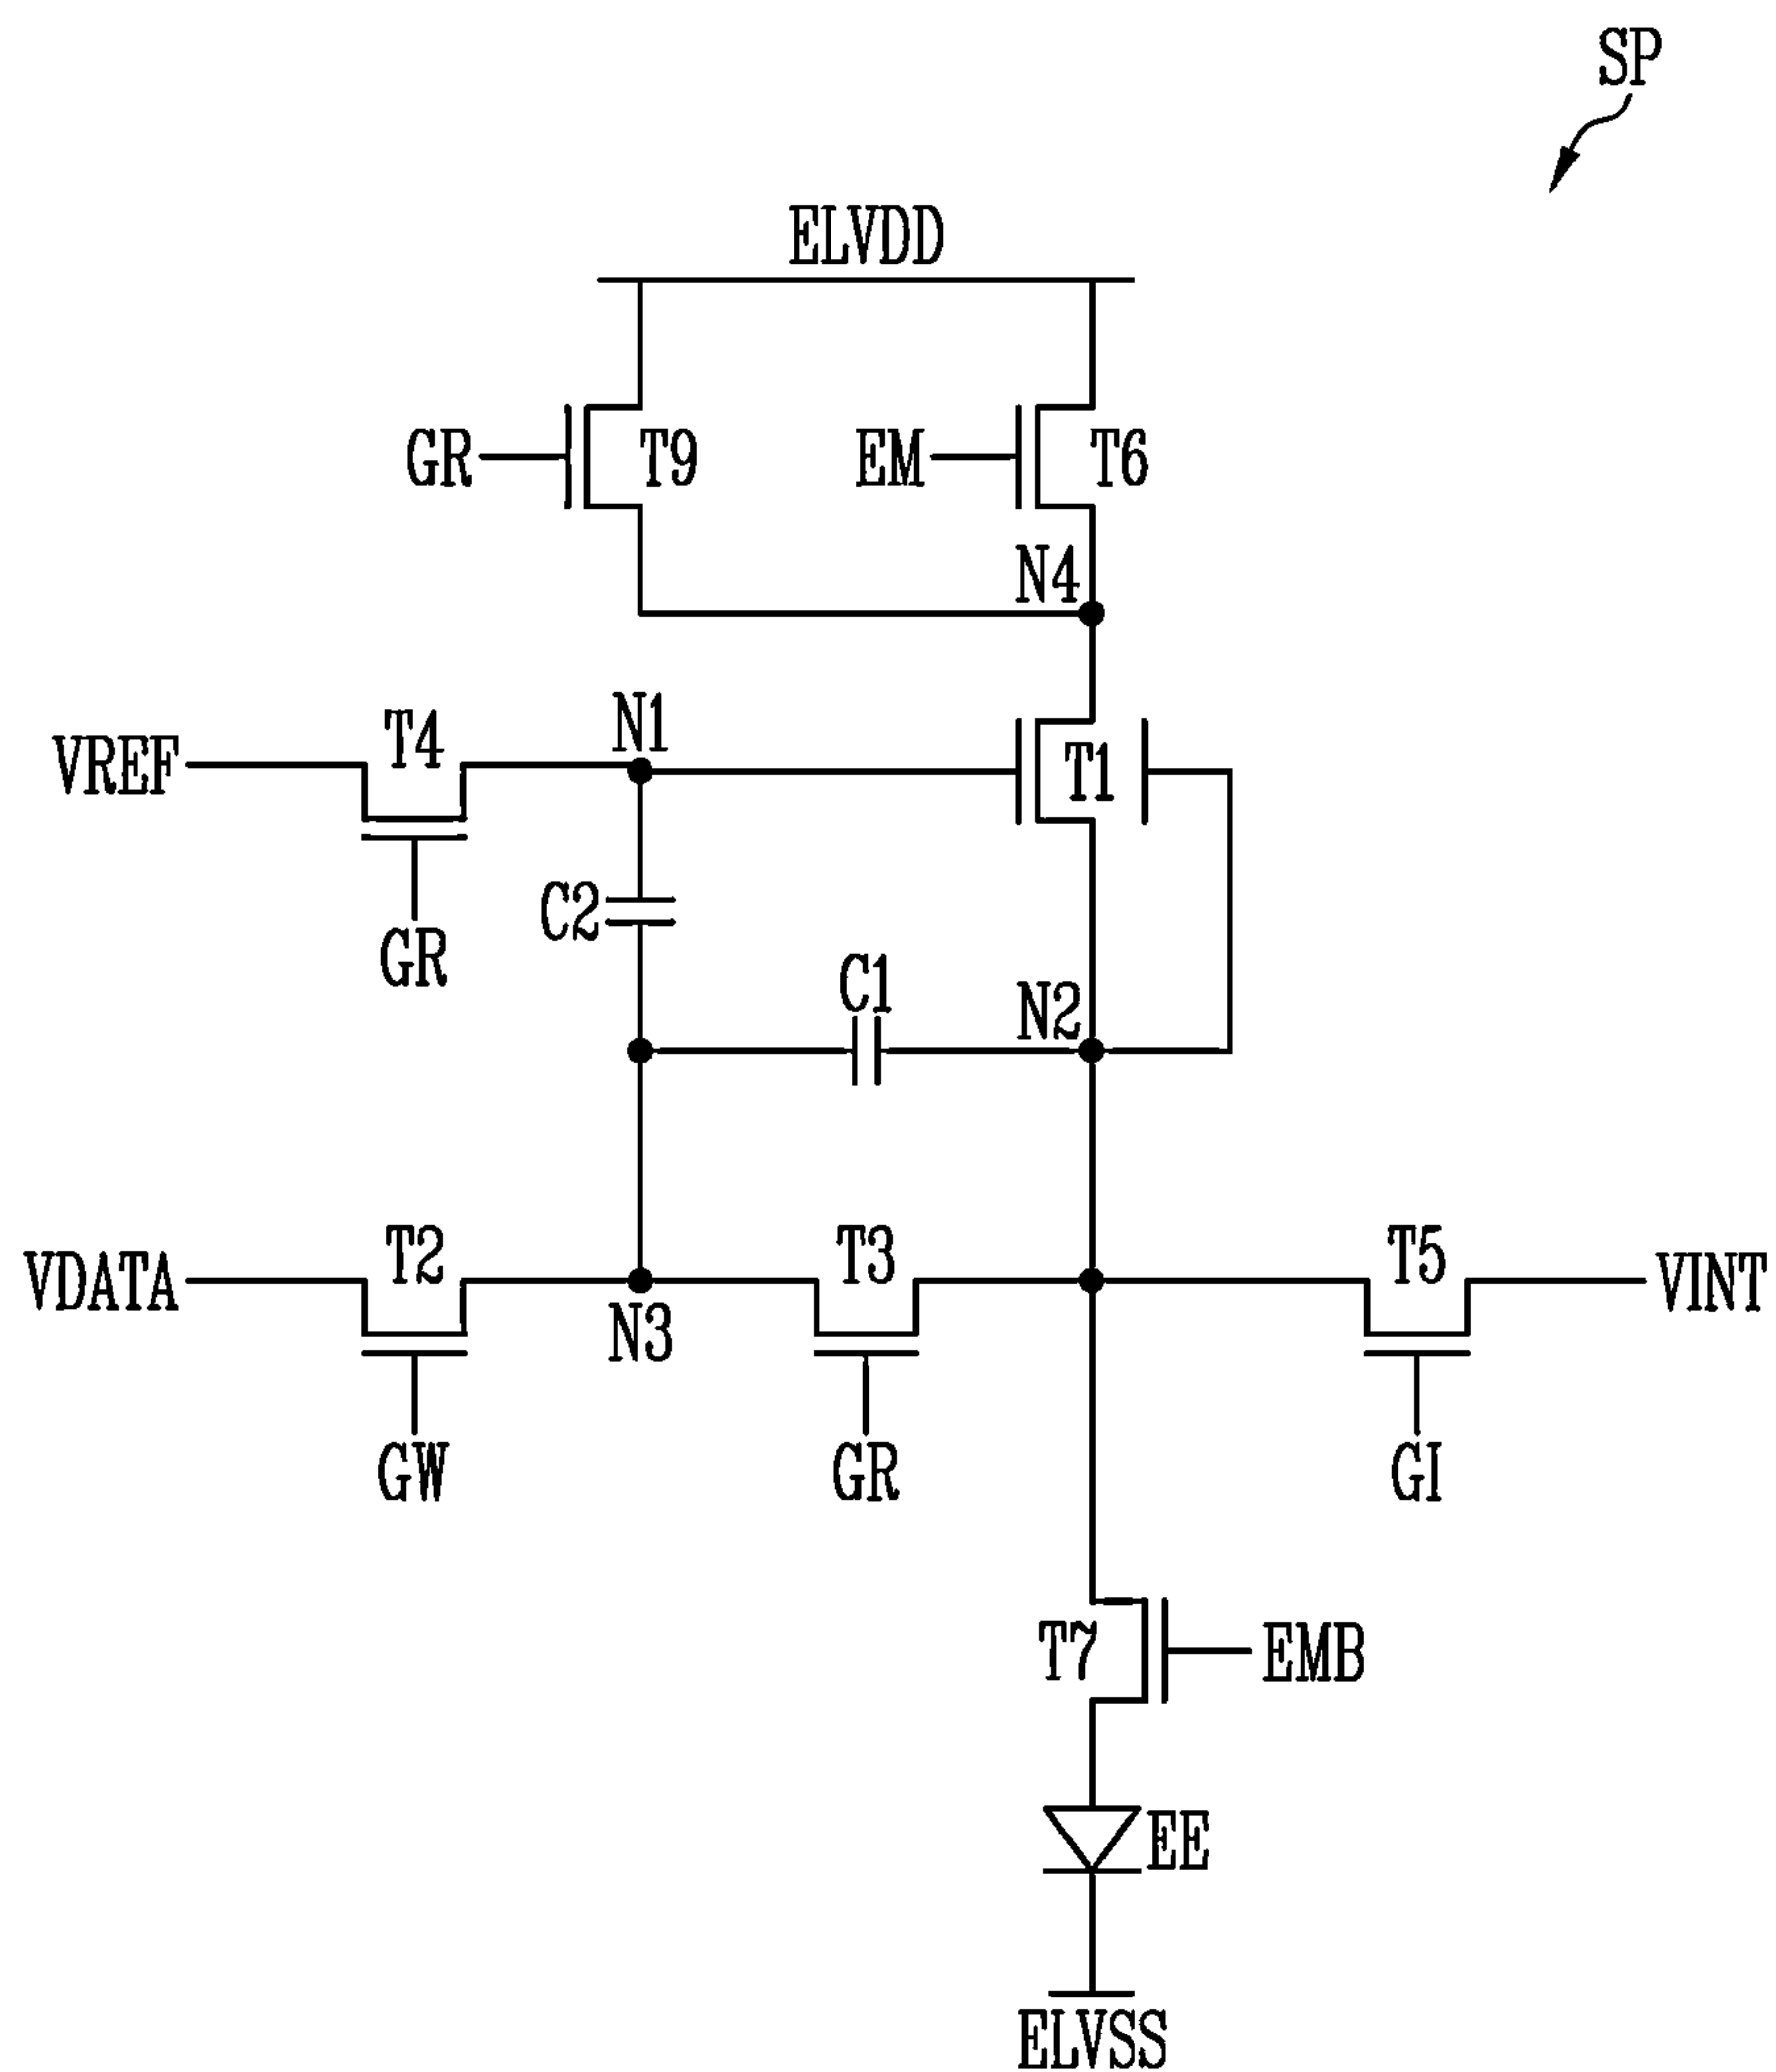 SP
ELVDD
GR T9 EM T6
N4
N1
T4
VREF T1
C2
GR
C1 N2
T2 T3 T5
VDATA VINT
N3
GW GR GI
T7 EMB
EE
ELVSS